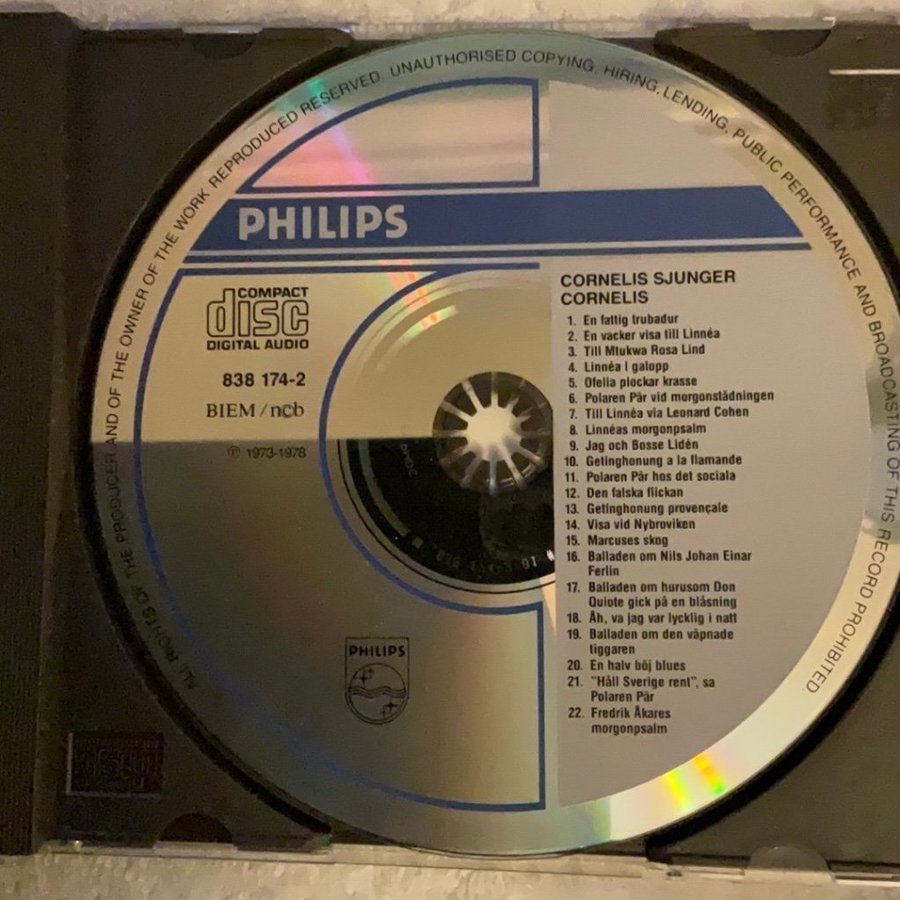 ALL RIGHTS OF THE PRODUCER AND OF THE OWNER OF THE WORK REPRODUCED RESERVED. UNAUTHORISED COPYING, HIRING, LENDING, PUBLIC PERFORMANCE AND BROADCASTING OF THIS RECORD PROHIBITED.
PHILIPS
COMPACT
disc
DIGITAL AUDIO
838 174-2
BIEM/ncb
℗ 1973-1978
PHILIPS
CORNELIS SJUNGER
CORNELIS
1. En fattig trubadur
2. En vacker visa till Linnéa
3. Till Mtukwa Rosa Lind
4. Linnéa i galopp
5. Ofelia plockar krasse
6. Polaren Pär vid morgonstädningen
7. Till Linnéa via Leonard Cohen
8. Linnéas morgonpsalm
9. Jag och Bosse Lidén
10. Getinghonung a la flamande
11. Polaren Pär hos det sociala
12. Den falska flickan
13. Getinghonung provençale
14. Visa vid Nybroviken
15. Marcuses skog
16. Balladen om Nils Johan Einar
Ferlin
17. Balladen om hurusom Don
Quiote gick på en blåsning
18. Åh, va jag var lycklig i natt
19. Balladen om den väpnade
tiggaren
20. En halv böj blues
21. "Håll Sverige rent", sa
Polaren Pär
22. Fredrik Åkares
morgonpsalm